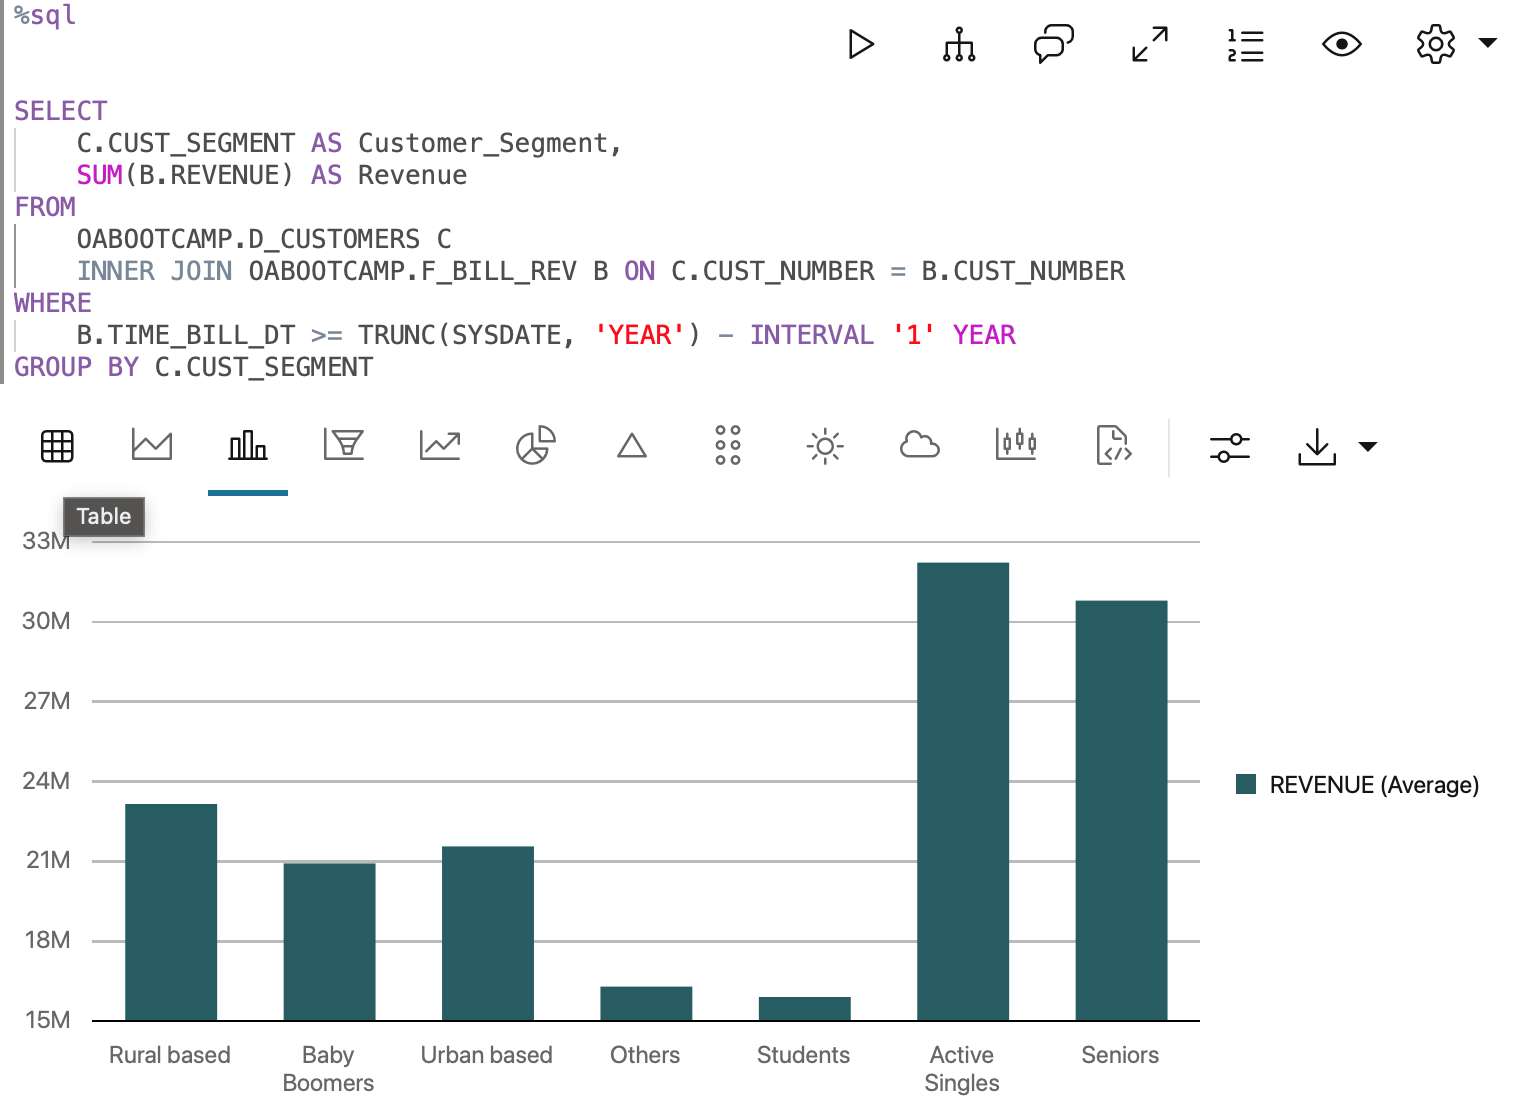 %sql
SELECT
C.CUST_SEGMENT AS Customer_Segment,
SUM(B.REVENUE) AS Revenue
FROM
OABOOTCAMP.D_CUSTOMERS C
INNER JOIN OABOOTCAMP.F_BILL_REV B ON C.CUST_NUMBER = B.CUST_NUMBER
WHERE
B.TIME_BILL_DT >= TRUNC(SYSDATE, 'YEAR') - INTERVAL '1' YEAR
GROUP BY C.CUST_SEGMENT
Table
33M
30M
27M
24M
21M
18M
15M
Rural based
Baby
Boomers
Urban based
Others
Students
Active
Singles
Seniors
REVENUE (Average)